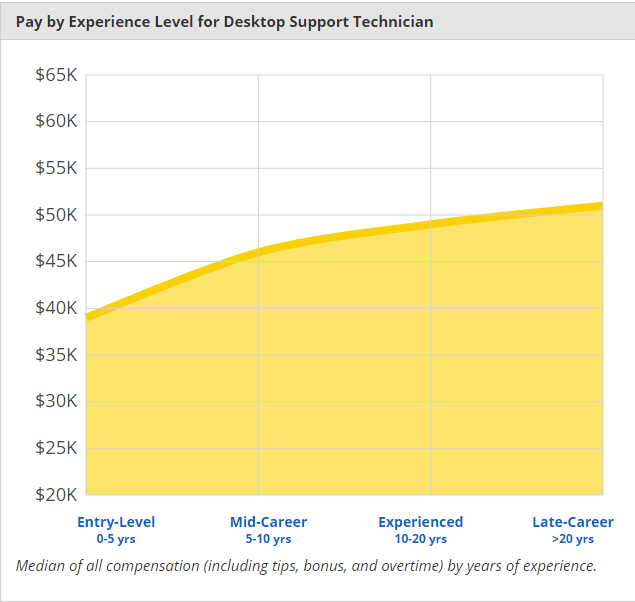 Pay by Experience Level for Desktop Support Technician
$65K
$60K
$55K
$50K
$45K
$40K
$35K
$30K
$25K
$20K
Entry-Level Mid-Career Experienced Late-Career
0-5 yrs 5-10 yrs 10-20 yrs >20 yrs
Median of all compensation (including tips, bonus, and overtime) by years of experience.